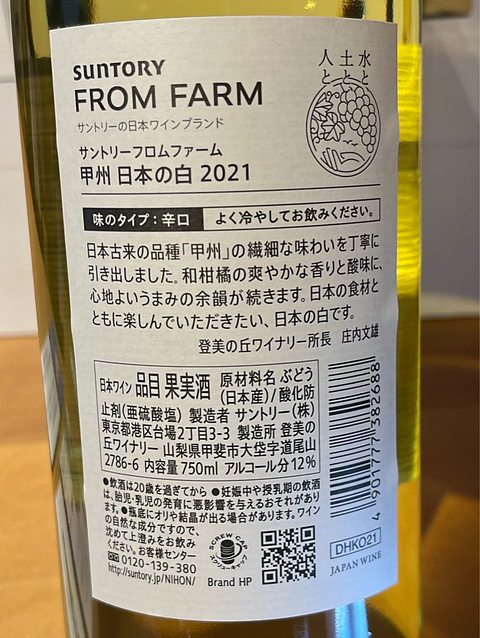 SUNTORY
FROM FARM
サントリーの日本ワインブランド
サントリーフロムファーム
甲州 日本の白 2021
水と
土と
人と
味のタイプ:辛口 よく冷やしてお飲みください。
日本古来の品種「甲州」の繊細な味わいを丁寧に
引き出しました。和柑橘の爽やかな香りと酸味に、
心地よいうまみの余韻が続きます。日本の食材と
ともに楽しんでいただきたい、日本の白です。
登美の丘ワイナリー所長 庄内文雄
日本ワイン 品目 果実酒 原材料名 ぶどう
(日本産)/酸化防
止剤(亜硫酸塩) 製造者 サントリー(株)
東京都港区台場2丁目3-3 製造所 登美の
丘ワイナリー 山梨県甲斐市大垈字道尾山
2786-6 内容量750ml アルコール分12%
●飲酒は20歳を過ぎてから ●妊娠中や授乳期の飲酒
は、胎児・乳児の発育に悪影響を与えるおそれがあり
ます。●瓶底にオリや結晶が出る場合があります。ワイン
の自然な成分ですので、
沈めて上澄みをお飲み
ください。お客様センター
0120-139-380
http://suntory.jp/NIHON/
SCREW CAP
スクリューキャップ
Brand HP
4 901777 382688
DHKO21
JAPAN WINE